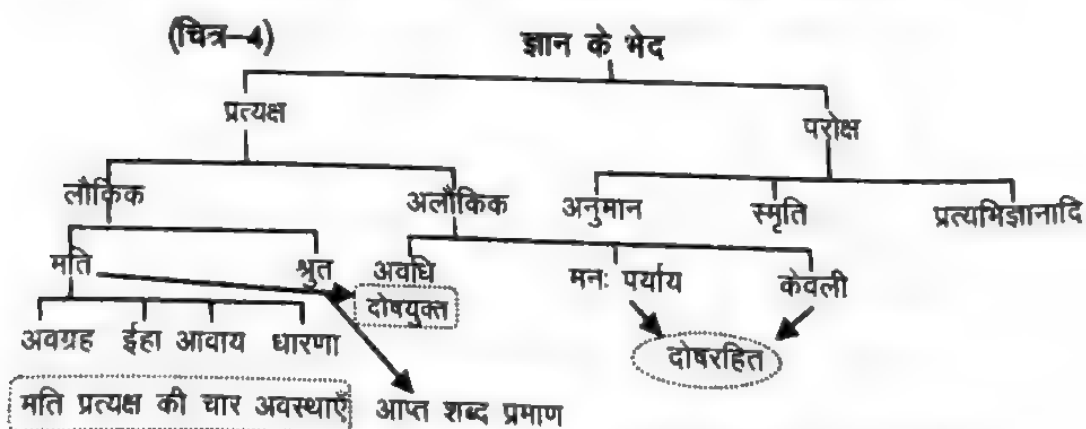 (चित्र-4) ज्ञान के भेद
प्रत्यक्ष परोक्ष
लौकिक अलौकिक अनुमान स्मृति प्रत्यभिज्ञानादि
मति श्रुत अवधि मनः पर्याय केवली
दोषयुक्त
अवग्रह ईहा आवाय धारणा दोषरहित
मति प्रत्यक्ष की चार अवस्थाएँ आप्त शब्द प्रमाण